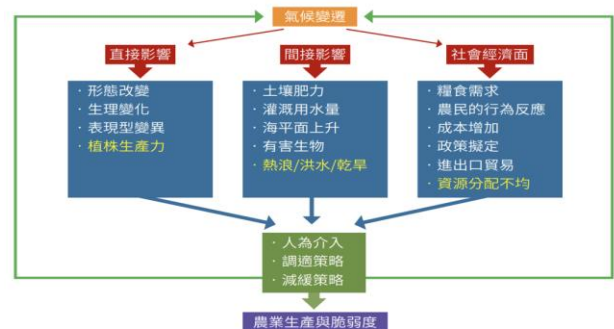 氣候變遷
直接影響
· 形態改變
· 生理變化
· 表現型變異
· 植株生產力
間接影響
· 土壤肥力
· 灌溉用水量
· 海平面上升
· 有害生物
· 熱浪/洪水/乾旱
社會經濟面
· 糧食需求
· 農民的行為反應
· 成本增加
· 政策擬定
· 進出口貿易
· 資源分配不均
· 人為介入
· 調適策略
· 減緩策略
農業生產與脆弱度